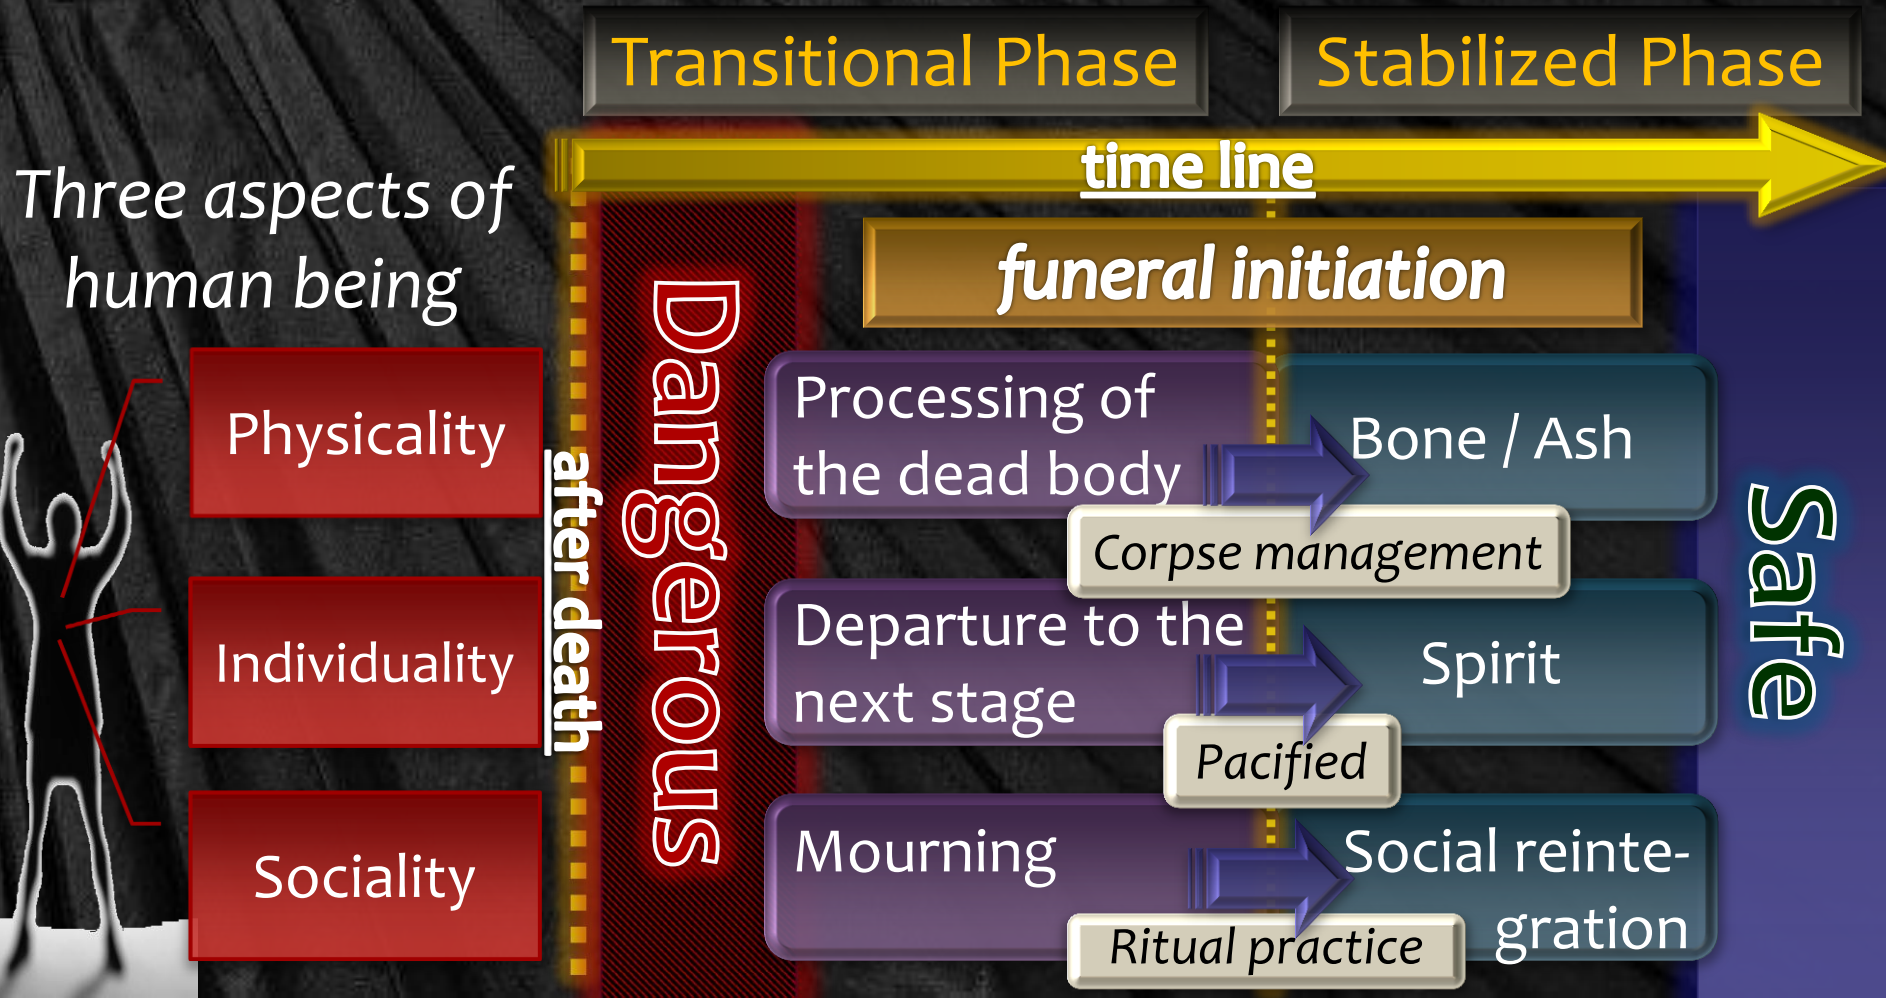 Transitional Phase
Stabilized Phase
time line
Three aspects of
human being
funeral initiation
after death
Dangerous
Safe
Physicality
Processing of
the dead body
Bone / Ash
Corpse management
Individuality
Departure to the
next stage
Spirit
Pacified
Sociality
Mourning
Social reinte-
gration
Ritual practice